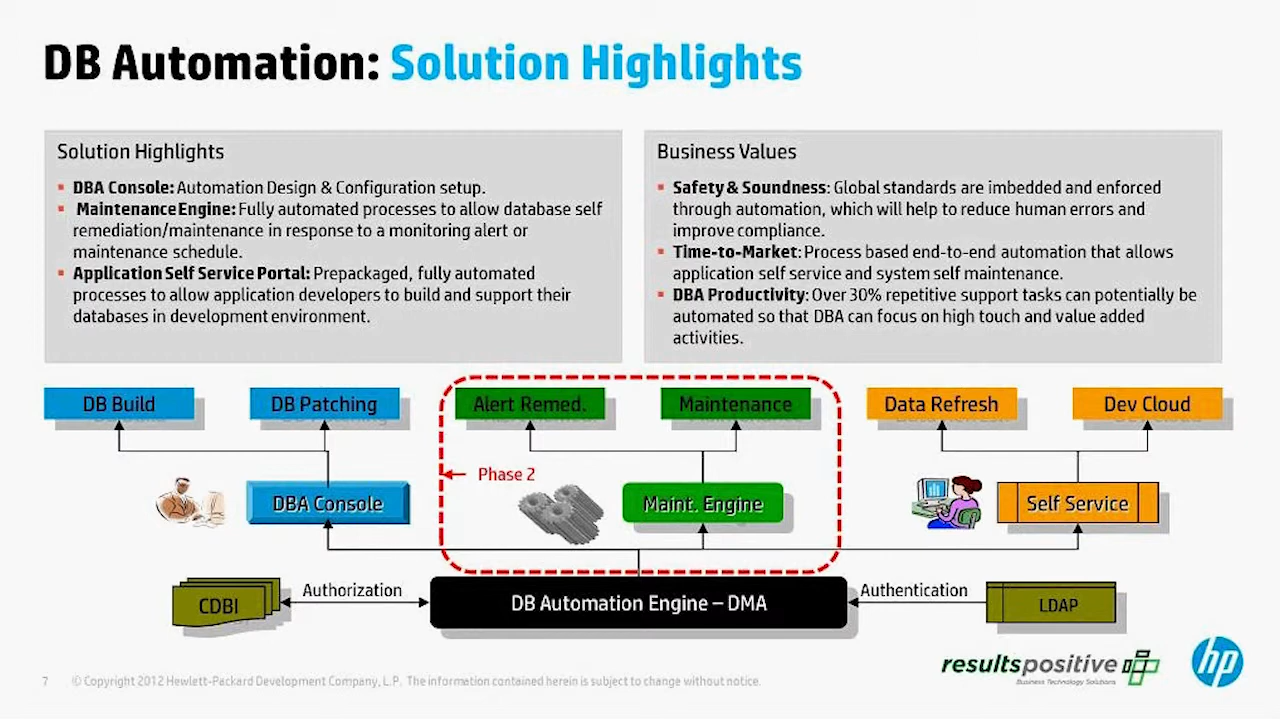 DB Automation: Solution Highlights
Solution Highlights
▪ DBA Console: Automation Design & Configuration setup.
▪ Maintenance Engine: Fully automated processes to allow database self
remediation/maintenance in response to a monitoring alert or
maintenance schedule.
▪ Application Self Service Portal: Prepackaged, fully automated
processes to allow application developers to build and support their
databases in development environment.
Business Values
▪ Safety & Soundness: Global standards are imbedded and enforced
through automation, which will help to reduce human errors and
improve compliance.
▪ Time-to-Market: Process based end-to-end automation that allows
application self service and system self maintenance.
▪ DBA Productivity: Over 30% repetitive support tasks can potentially be
automated so that DBA can focus on high touch and value added
activities.
DB Build
DB Patching
Alert Remed.
Maintenance
Data Refresh
Dev Cloud
Phase 2
DBA Console
Maint. Engine
Self Service
CDBI
Authorization
DB Automation Engine – DMA
Authentication
LDAP
resultspositive
Business Technology Solutions
hp
7 © Copyright 2012 Hewlett-Packard Development Company, L.P. The information contained herein is subject to change without notice.